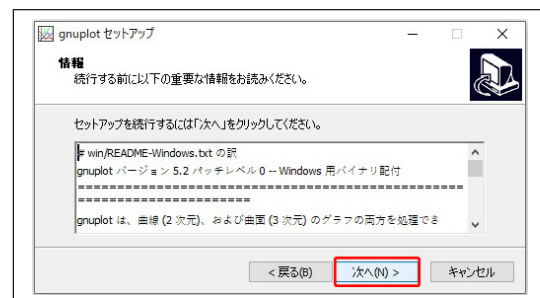 gnuplot セットアップ
情報
続行する前に以下の重要な情報をお読みください。
セットアップを続行するには「次へ」をクリックしてください。
# win/README-Windows.txt の訳
gnuplot バージョン 5.2 パッチレベル 0 -- Windows 用バイナリ配付
======================================================
======================
gnuplot は、曲線 (2 次元)、および曲面 (3 次元) のグラフの両方を処理でき
< 戻る(B)
次へ(N) >
キャンセル